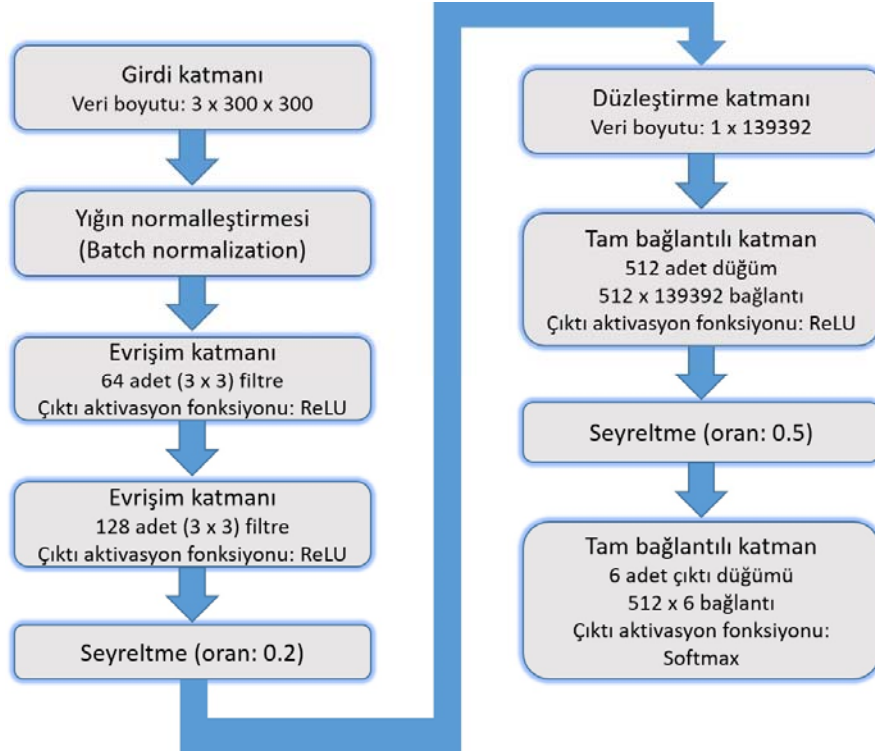 Girdi katmanı
Veri boyutu: 3 x 300 x 300
Yığın normalleştirmesi
(Batch normalization)
Evrişim katmanı
64 adet (3 x 3) filtre
Çıktı aktivasyon fonksiyonu: ReLU
Evrişim katmanı
128 adet (3 x 3) filtre
Çıktı aktivasyon fonksiyonu: ReLU
Seyreltme (oran: 0.2)
Düzleştirme katmanı
Veri boyutu: 1 x 139392
Tam bağlantılı katman
512 adet düğüm
512 x 139392 bağlantı
Çıktı aktivasyon fonksiyonu: ReLU
Seyreltme (oran: 0.5)
Tam bağlantılı katman
6 adet çıktı düğümü
512 x 6 bağlantı
Çıktı aktivasyon fonksiyonu:
Softmax